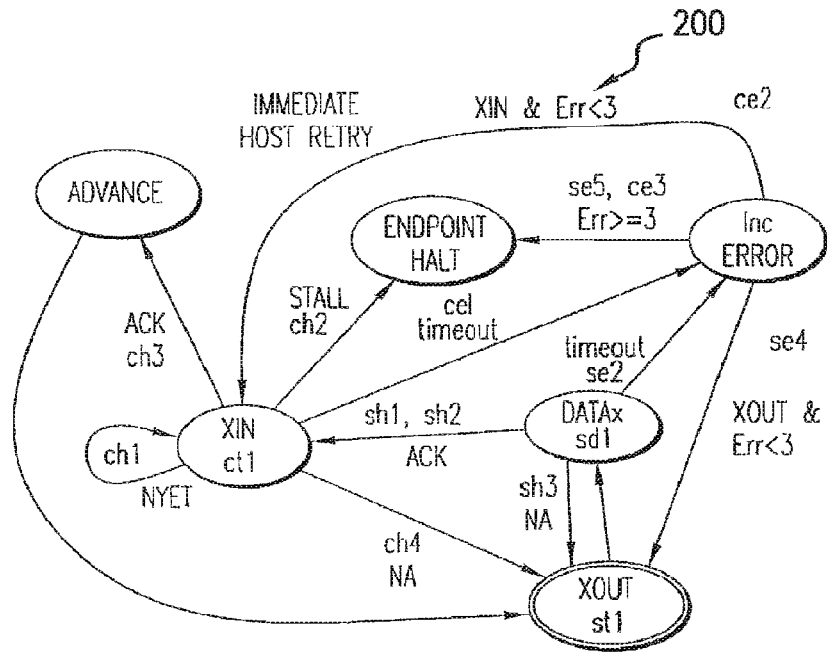 200
IMMEDIATE
HOST RETRY
XIN & Err<3
ce2
ADVANCE
se5, ce3
Err>=3
ENDPOINT
HALT
Inc
ERROR
STALL
ch2
ce1
timeout
ACK
ch3
timeout
se2
se4
XOUT &
Err<3
XIN
ct1
sh1, sh2
ACK
DATAx
sd1
ch1
NYET
sh3
NA
ch4
NA
XOUT
st1